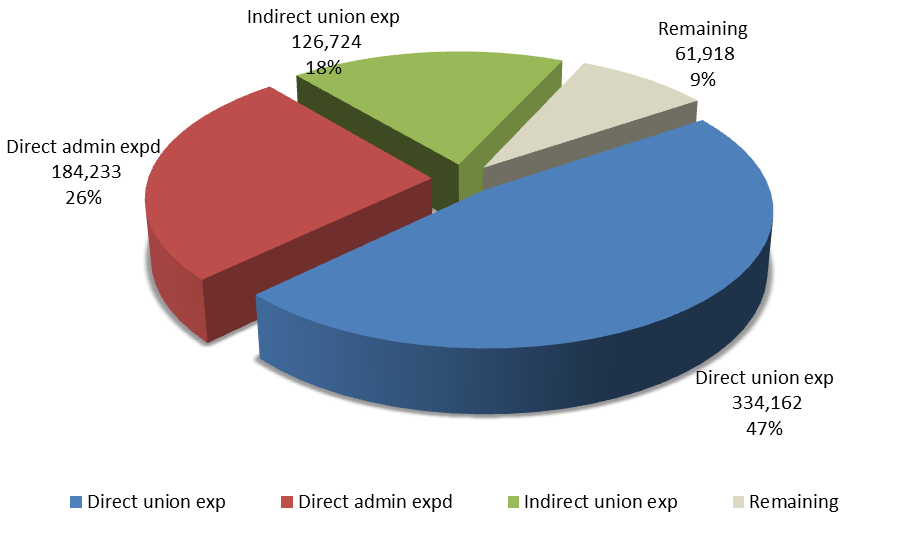 Indirect union exp
126,724
18%
Remaining
61,918
9%
Direct admin expd
184,233
26%
Direct union exp
334,162
47%
Direct union exp Direct admin expd Indirect union exp Remaining